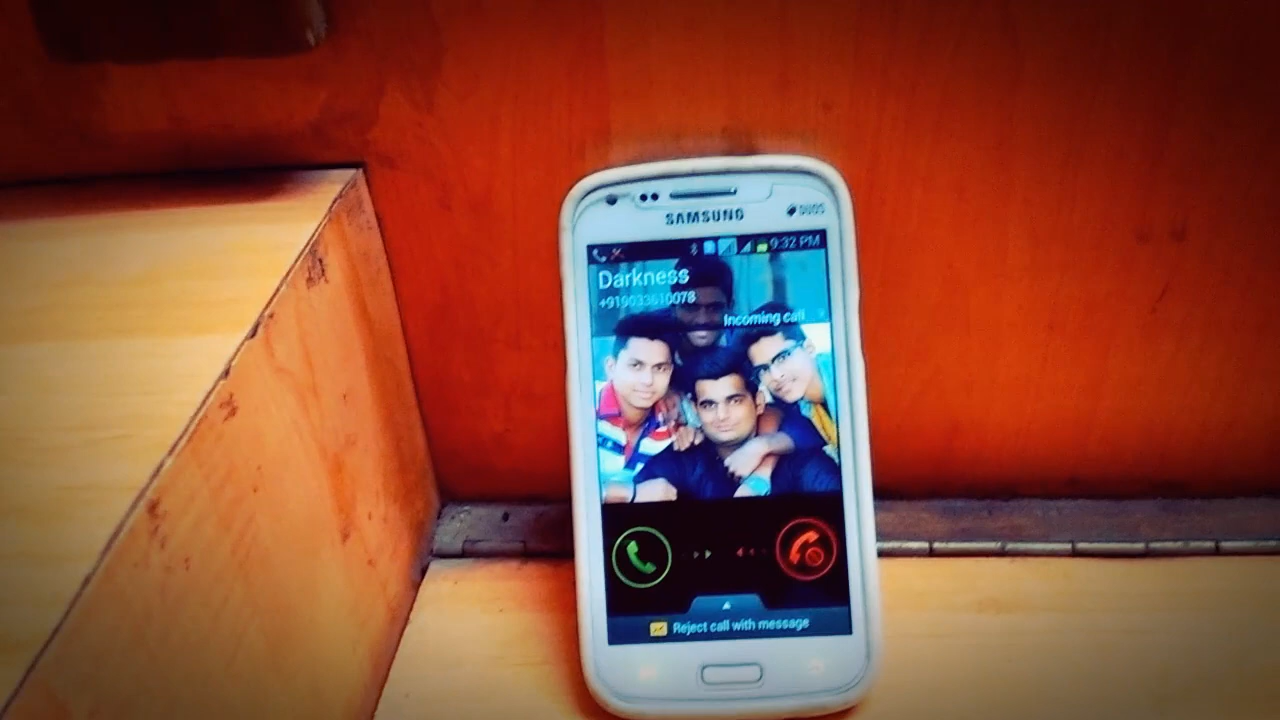 SAMSUNG
DUOS
9:32 PM
Darkness
+919033610078
Incoming call
Reject call with message